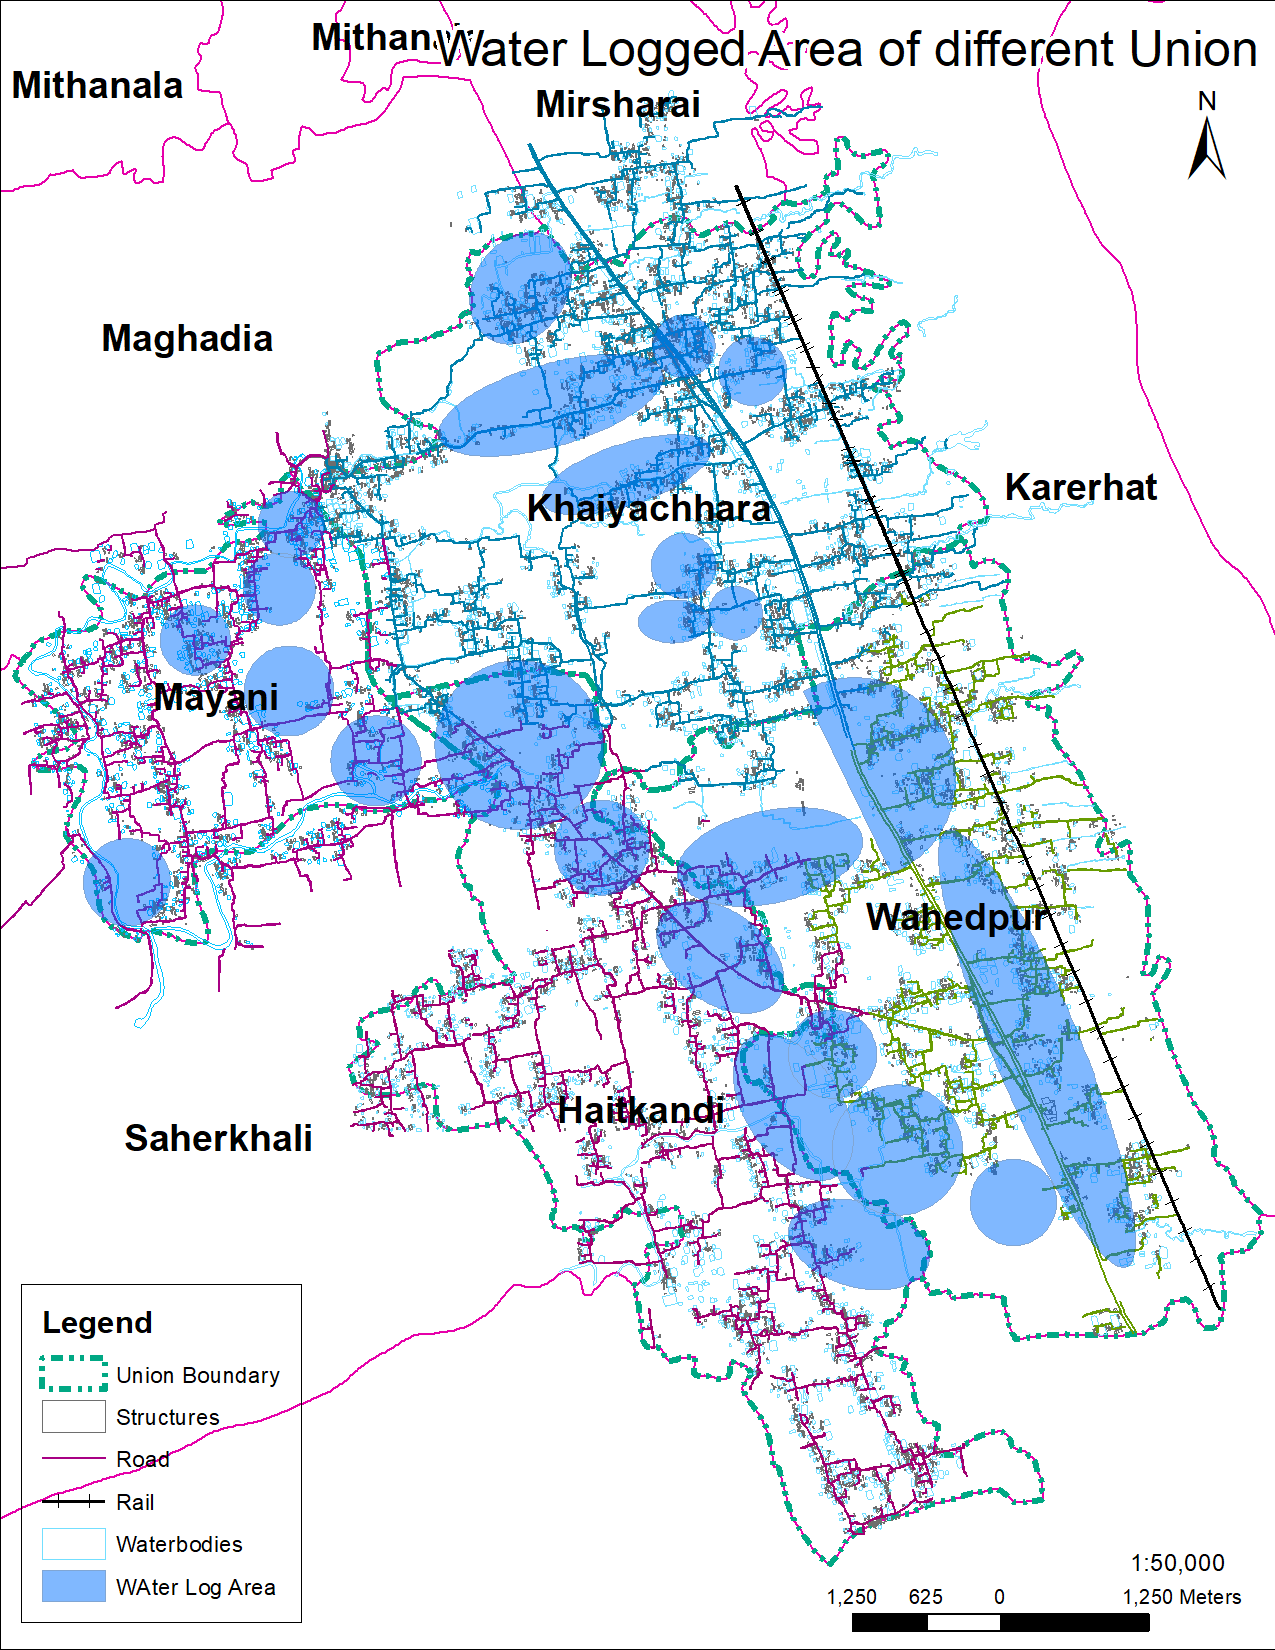 Water Logged Area of different Union
Mithanala
Mithanala
Mirsharai
N
Maghadia
Karerhat
Khaiyachhara
Mayani
Wahedpur
Haitkandi
Saherkhali
Legend
Union Boundary
Structures
Road
Rail
Waterbodies
WAter Log Area
1:50,000
1,250 625 0 1,250 Meters